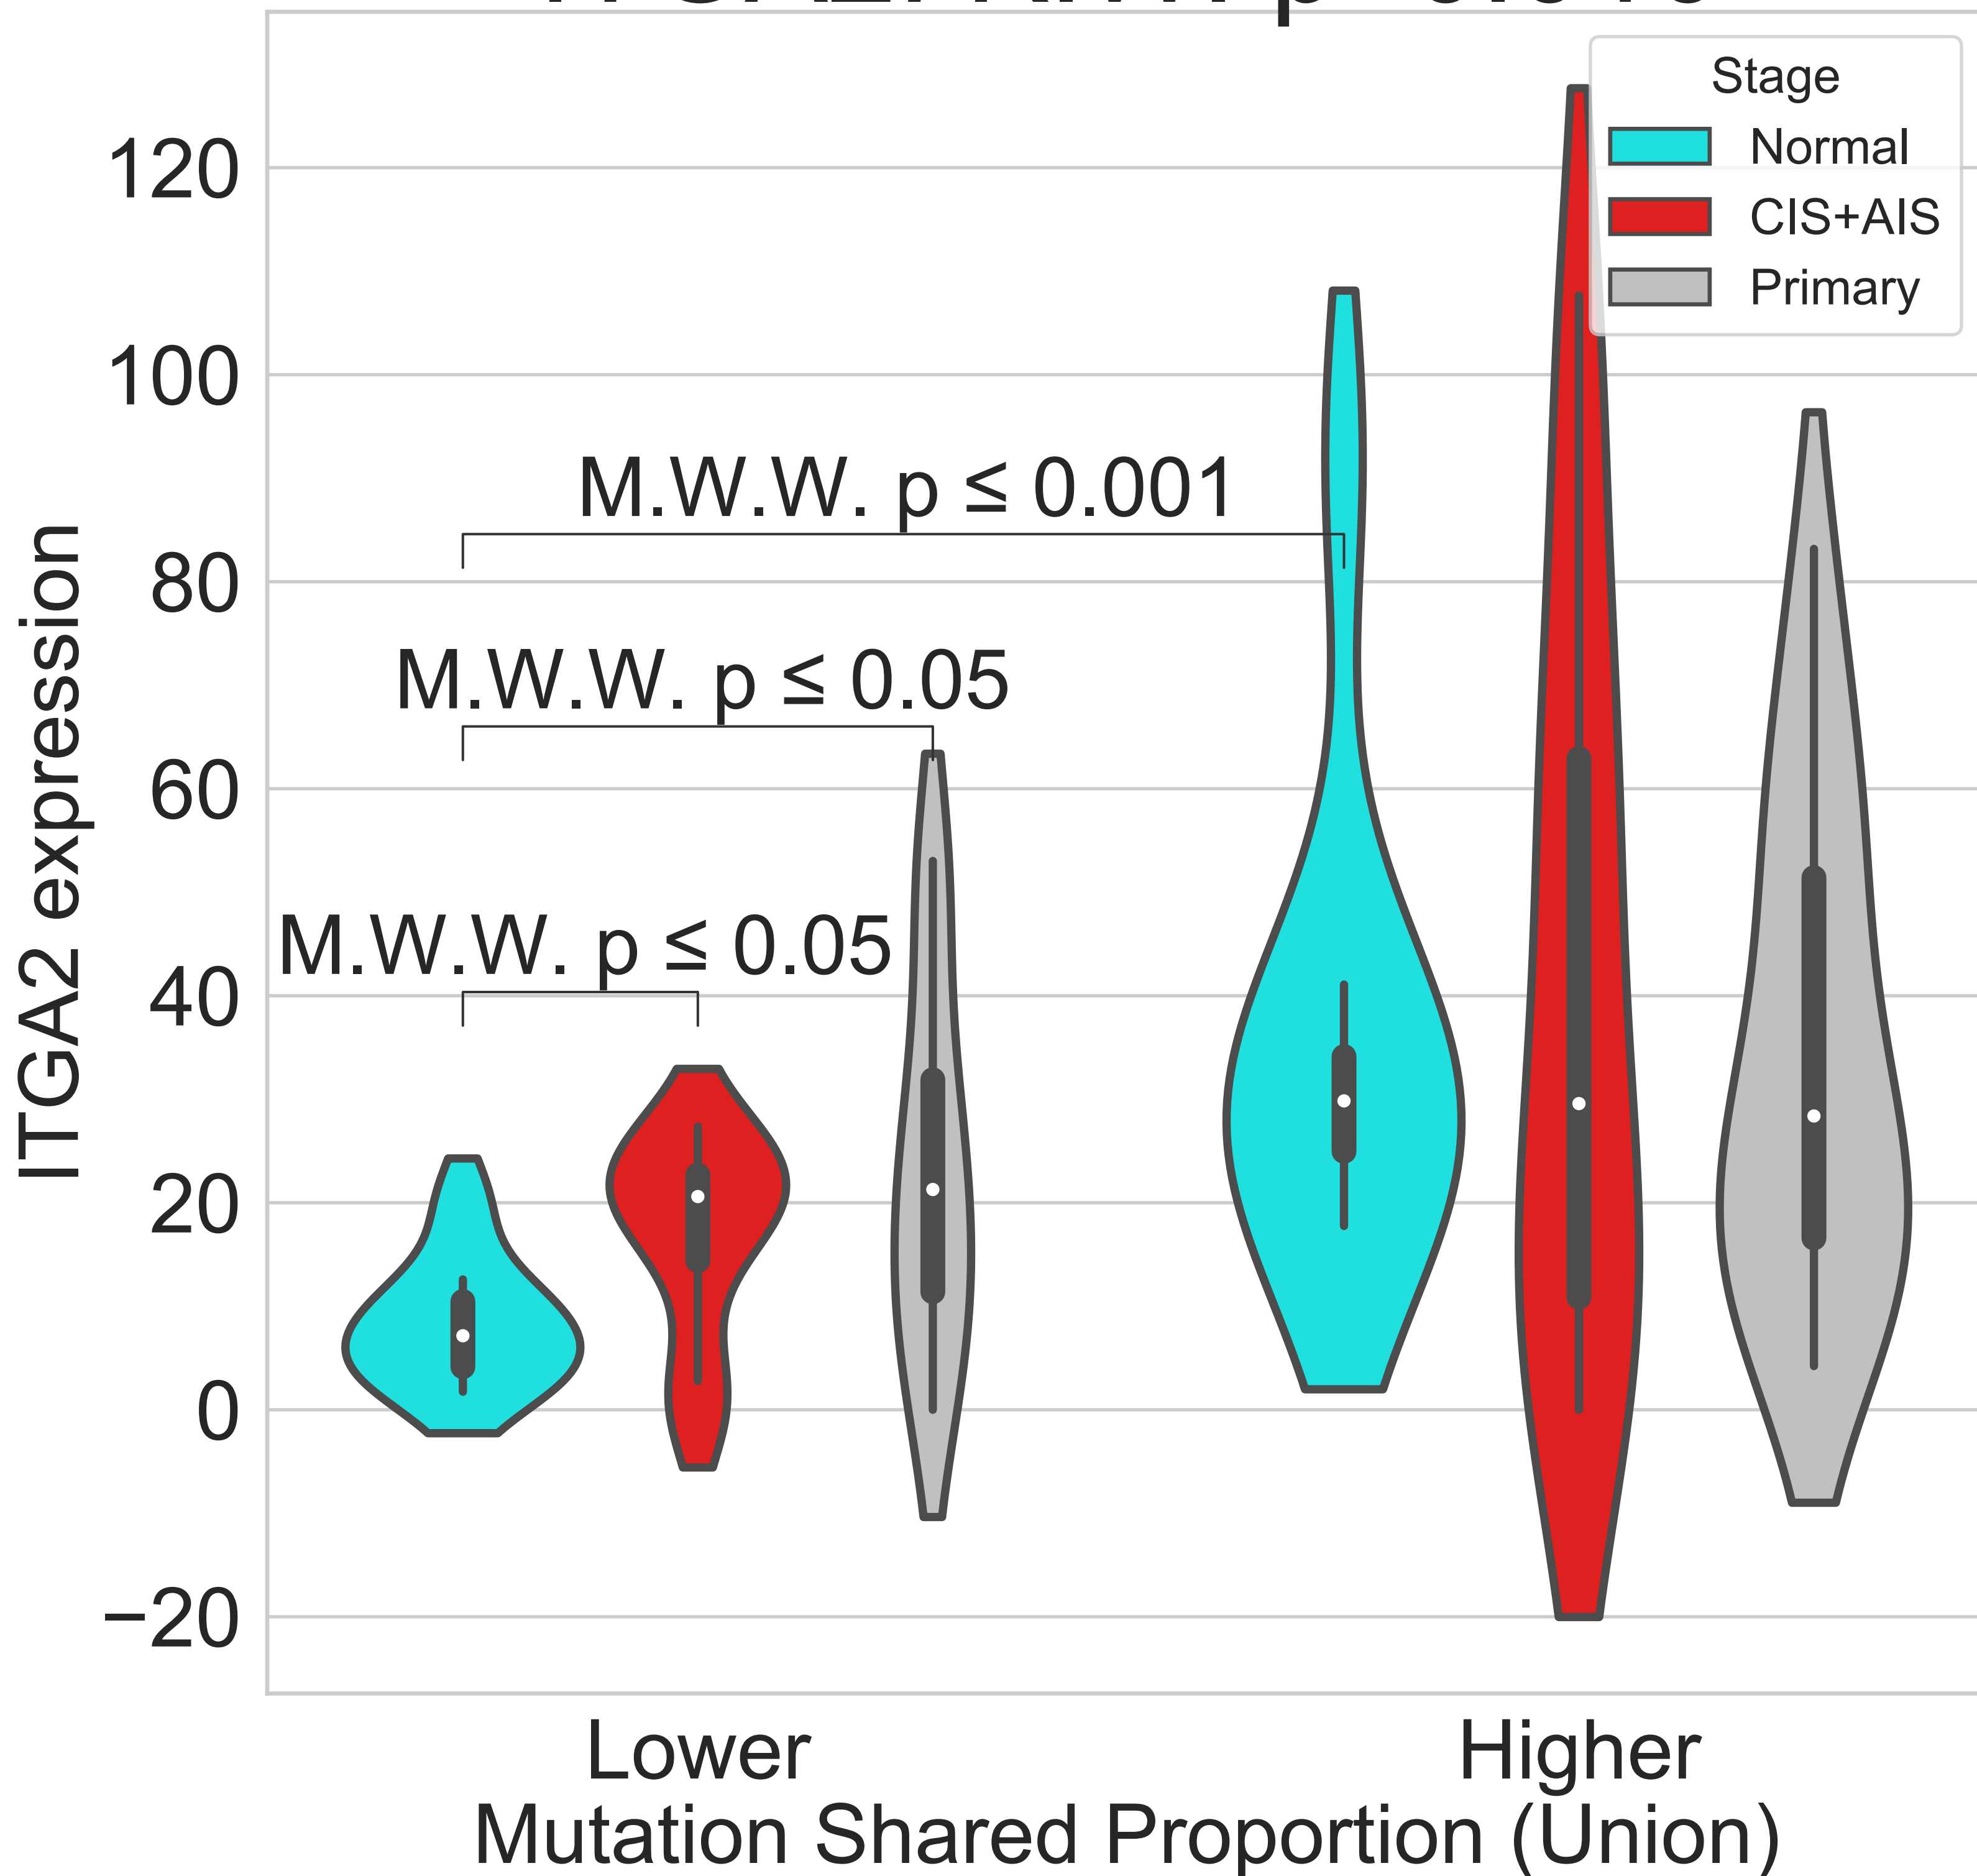 Stage
Normal
CIS+AIS
Primary
120
100
80
60
40
20
0
−20
ITGA2 expression
M.W.W. p ≤ 0.001
M.W.W. p ≤ 0.05
M.W.W. p ≤ 0.05
Lower
Higher
Mutation Shared Proportion (Union)